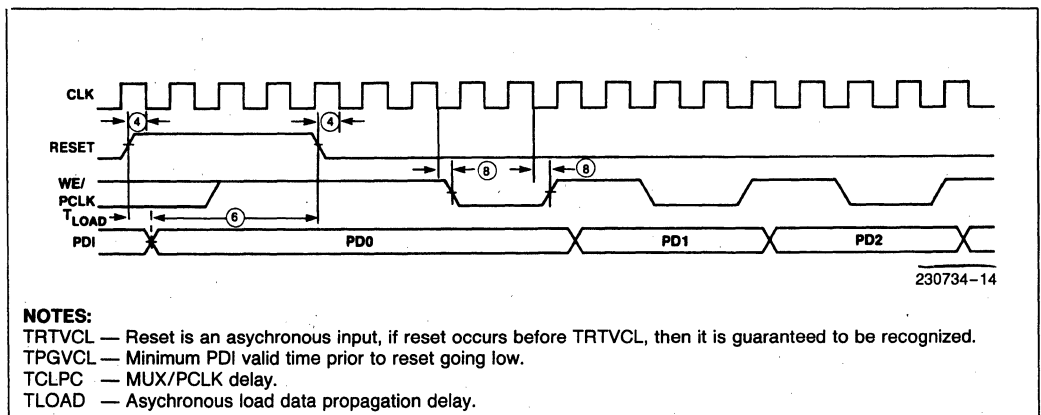 CLK
4 4
RESET
8 8
WE/
PCLK
TLOAD 6
PDI PD0 PD1 PD2
230734-14
NOTES:
TRTVCL — Reset is an asychronous input, if reset occurs before TRTVCL, then it is guaranteed to be recognized.
TPGVCL — Minimum PDI valid time prior to reset going low.
TCLPC — MUX/PCLK delay.
TLOAD — Asychronous load data propagation delay.